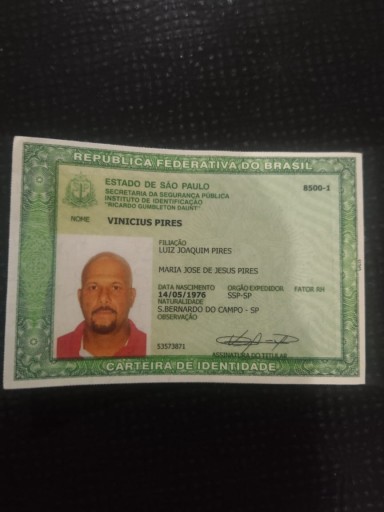 REPÚBLICA FEDERATIVA DO BRASIL
ESTADO DE SÃO PAULO
8500-1
SECRETARIA DA SEGURANÇA PÚBLICA
INSTITUTO DE IDENTIFICAÇÃO
"RICARDO GUMBLETON DAUNT"
NOME VINICIUS PIRES
FILIAÇÃO
LUIZ JOAQUIM PIRES
MARIA JOSE DE JESUS PIRES
DATA NASCIMENTO ORGÃO EXPEDIDOR FATOR RH
14/05/1976 SSP-SP
NATURALIDADE
S.BERNARDO DO CAMPO - SP
OBSERVAÇÃO
53573871
ASSINATURA DO TITULAR
CARTEIRA DE IDENTIDADE